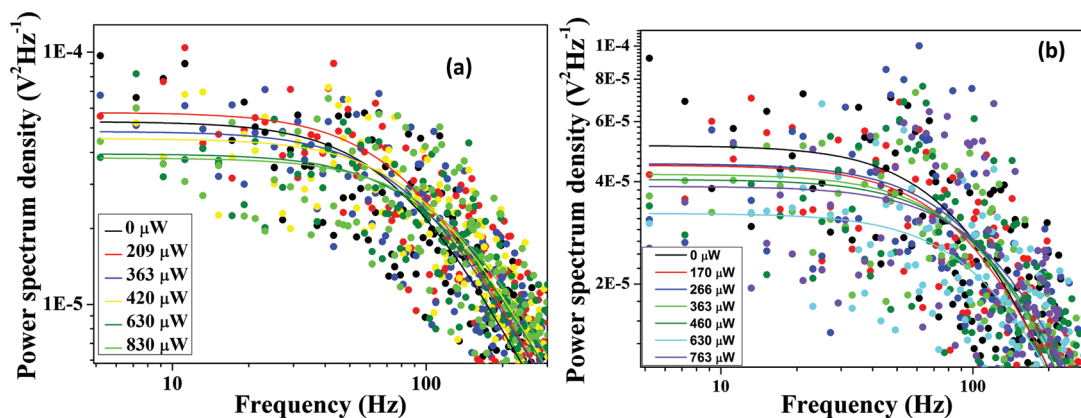 (a)
Power spectrum density (V²Hz⁻¹)
1E-4
1E-5
0 µW
209 µW
363 µW
420 µW
630 µW
830 µW
10
100
Frequency (Hz)
(b)
Power spectrum density (V²Hz⁻¹)
1E-4
8E-5
6E-5
4E-5
2E-5
0 µW
170 µW
266 µW
363 µW
460 µW
630 µW
763 µW
10
100
Frequency (Hz)